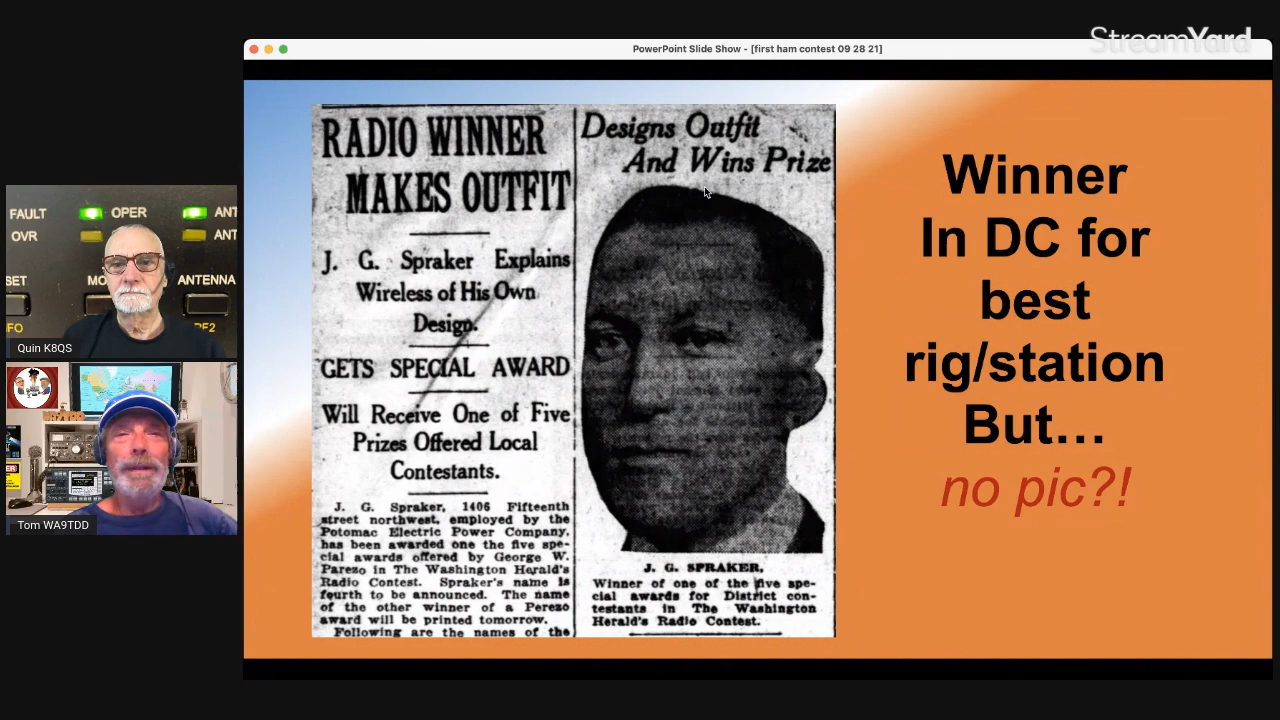 StreamYard
PowerPoint Slide Show - [first ham contest 09 28 21]
FAULT
OPER
ANT
OVR
ANT
SET
MO
ANTENNA
Quin K8QS
Tom WA9TDD
RADIO WINNER
MAKES OUTFIT
J. G. Spraker Explains
Wireless of His Own
Design.
GETS SPECIAL AWARD
Will Receive One of Five
Prizes Offered Local
Contestants.
J. G. Spraker, 1406 Fifteenth
street northwest, employed by the
Potomac Electric Power Company,
has been awarded one the five spe-
cial awards offered by George W.
Parezo in The Washington Herald's
Radio Contest. Spraker's name is
fourth to be announced. The name
of the other winner of a Perezo
award will be printed tomorrow.
Following are the names of the
Designs Outfit
And Wins Prize
J. G. SPRAKER,
Winner of one of the five spe-
cial awards for District con-
testants in The Washington
Herald's Radio Contest.
Winner
In DC for
best
rig/station
But…
no pic?!